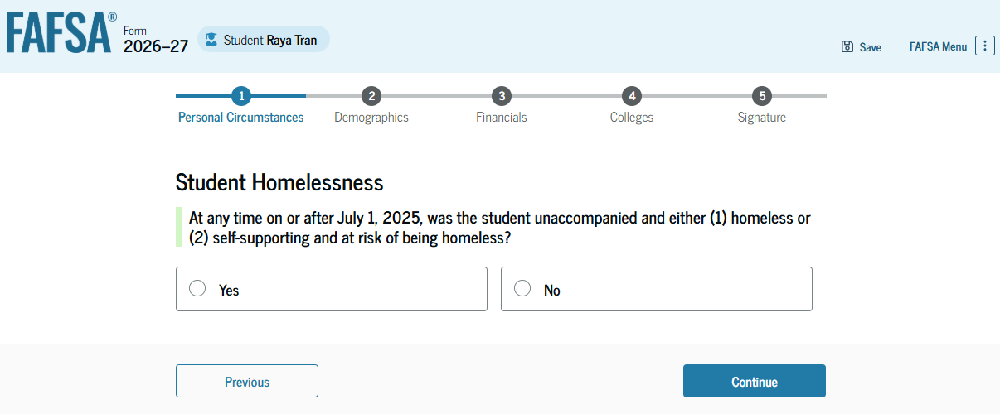 FAFSA®
Form
2026–27
Student Raya Tran
Save
FAFSA Menu
1
2
3
4
5
Personal Circumstances
Demographics
Financials
Colleges
Signature
Student Homelessness
At any time on or after July 1, 2025, was the student unaccompanied and either (1) homeless or
(2) self-supporting and at risk of being homeless?
Yes
No
Previous
Continue